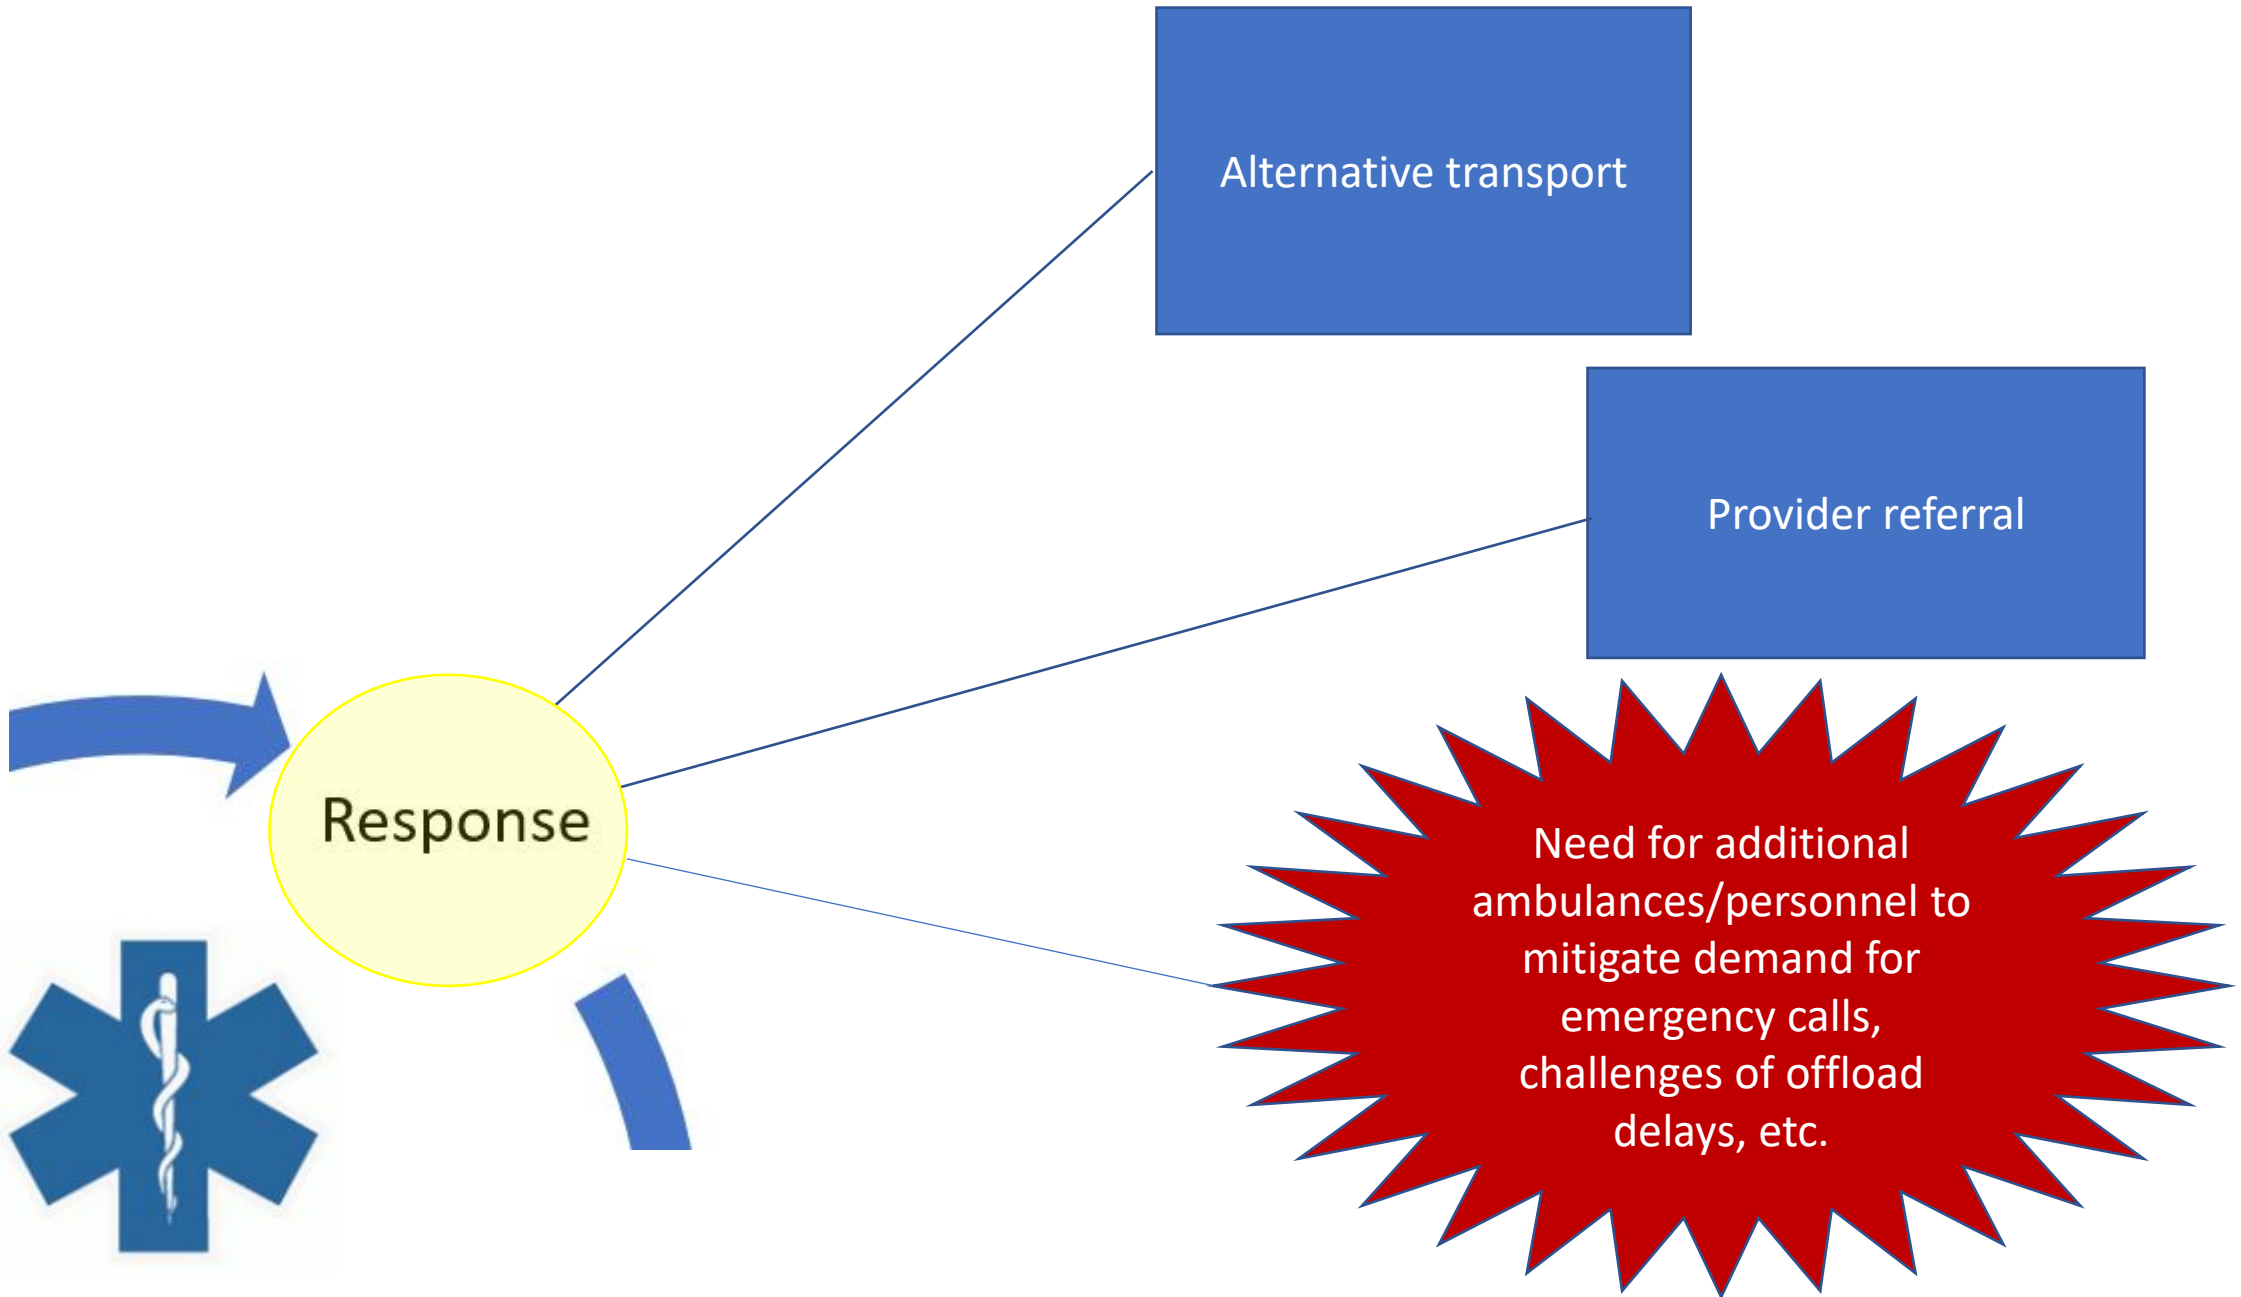 Alternative transport
Provider referral
Response
Need for additional
ambulances/personnel to
mitigate demand for
emergency calls,
challenges of offload
delays, etc.